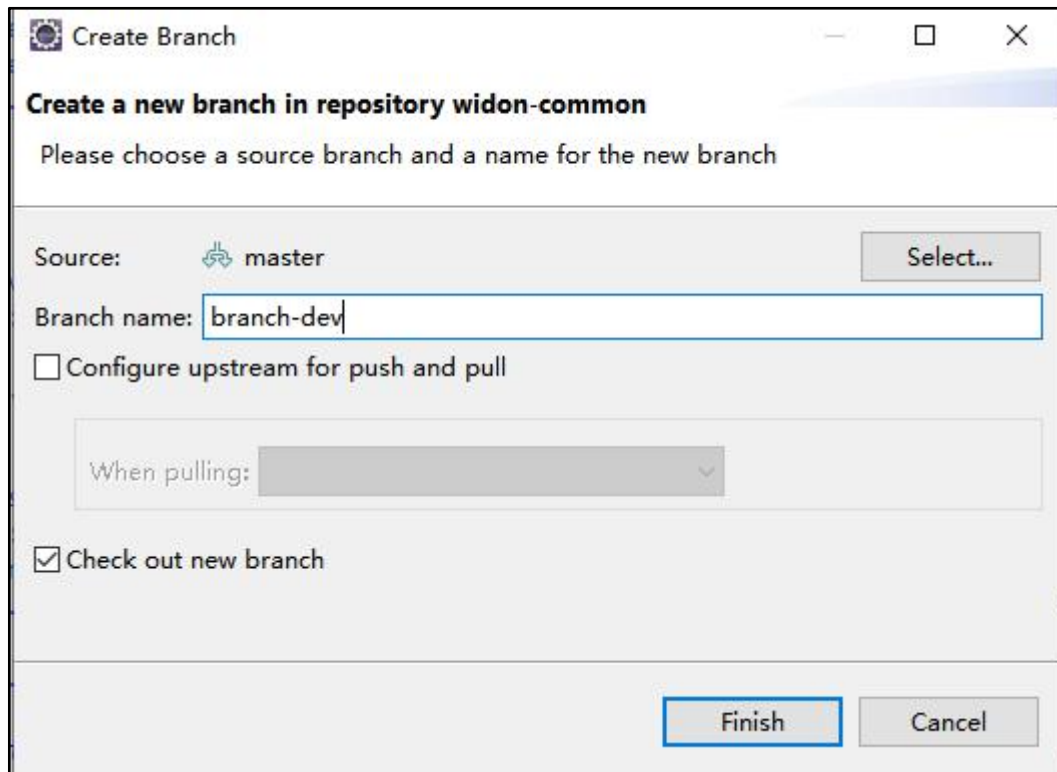 Create Branch
Create a new branch in repository widon-common
Please choose a source branch and a name for the new branch
Source: master Select...
Branch name: branch-dev
Configure upstream for push and pull
When pulling:
Check out new branch
Finish Cancel